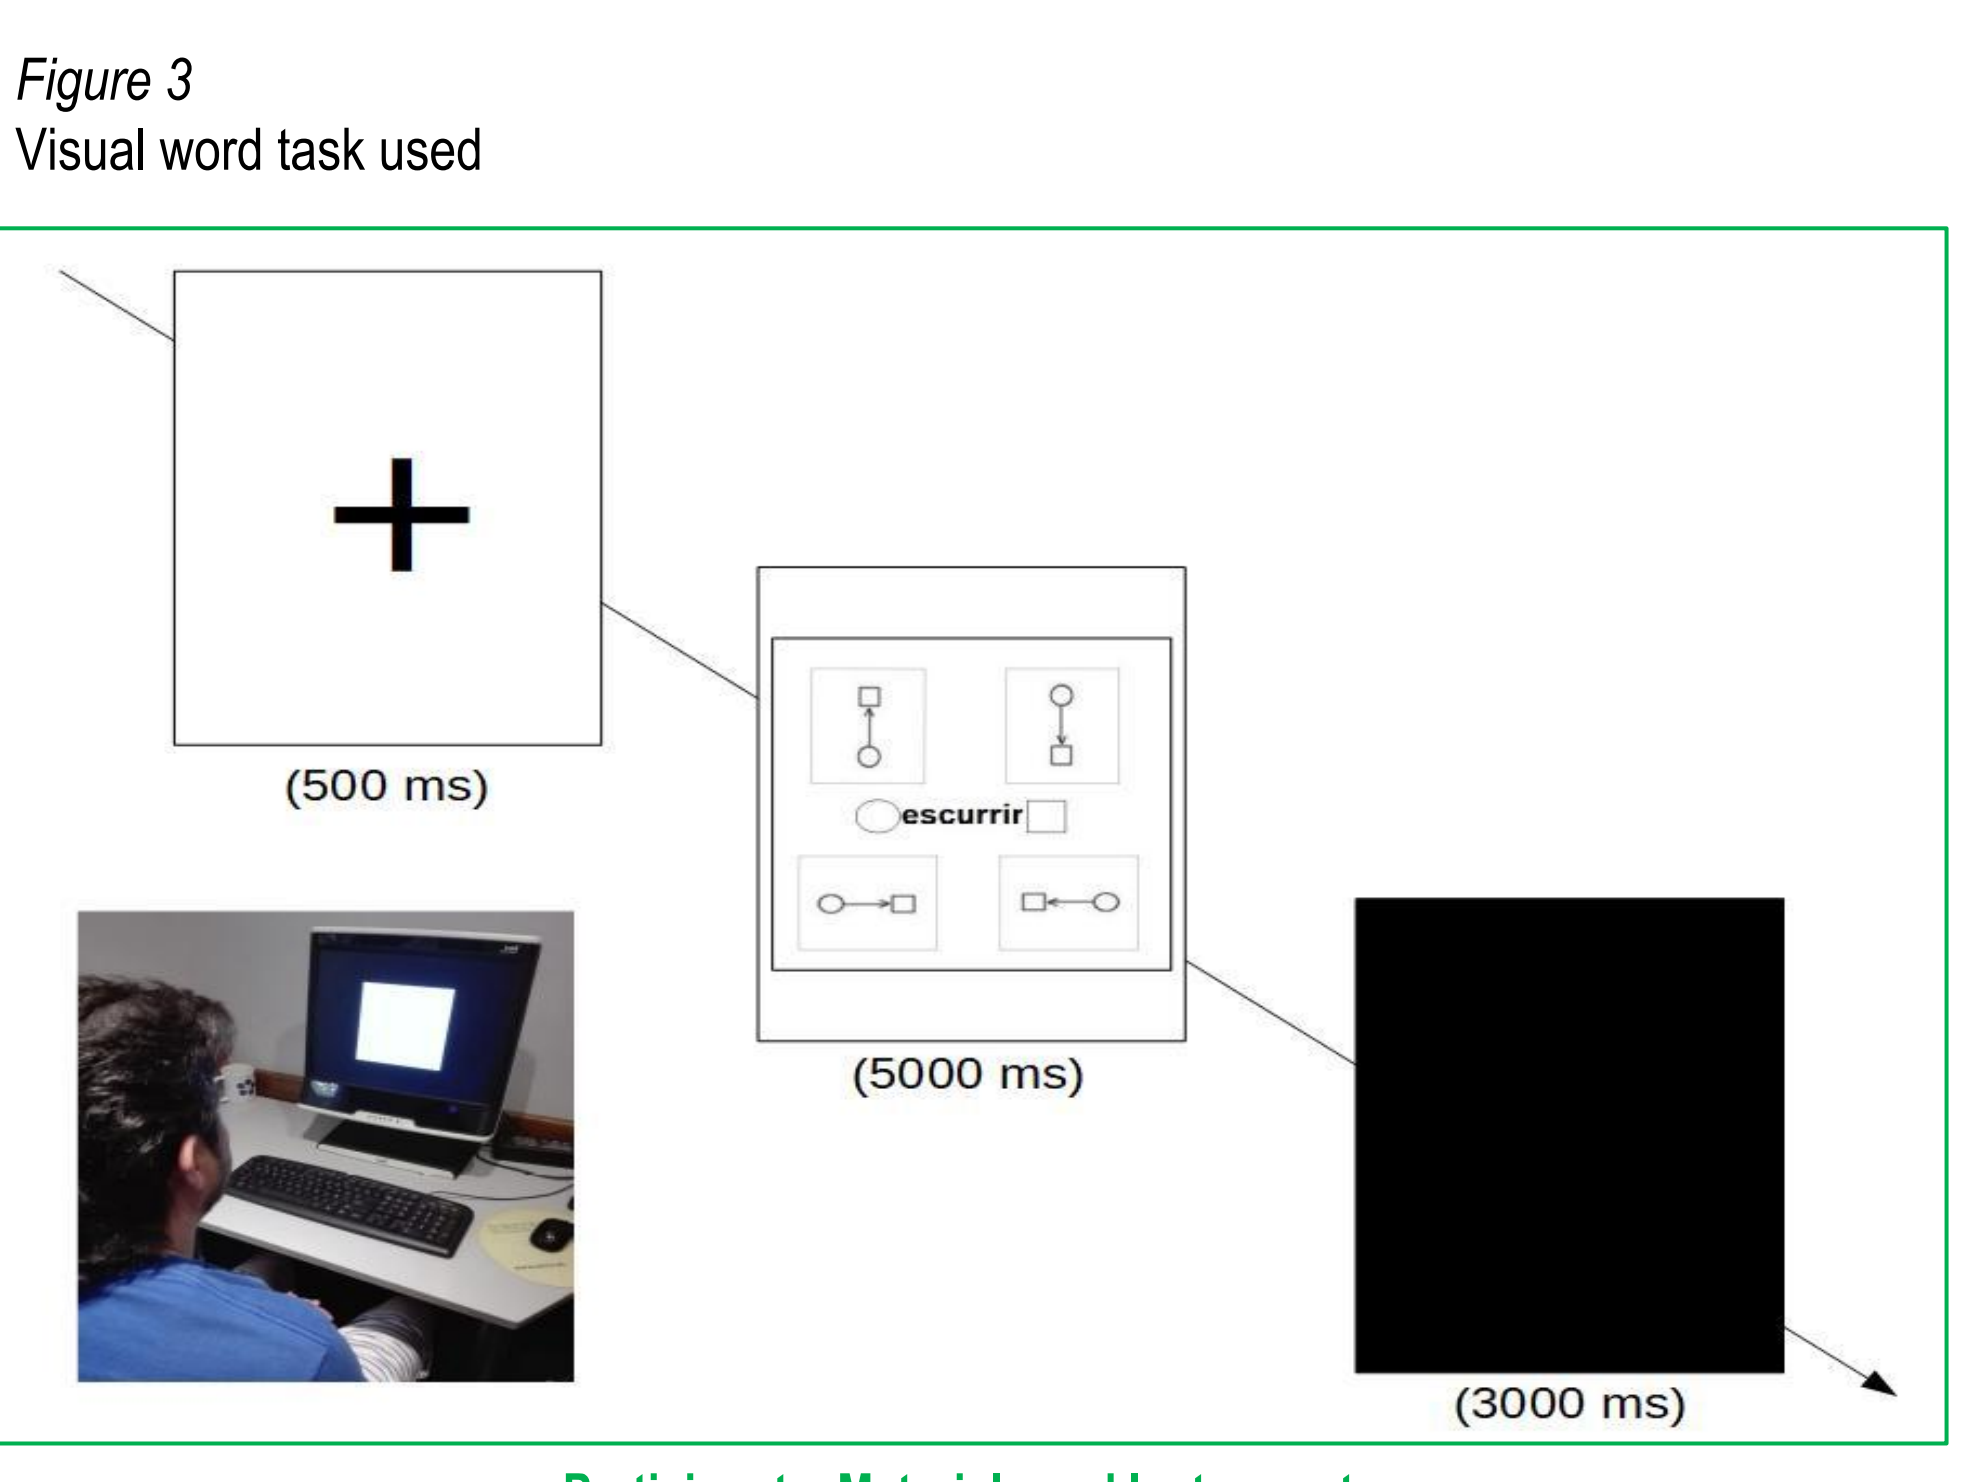 Figure 3
Visual word task used
+
(500 ms)
escurrir
(5000 ms)
(3000 ms)